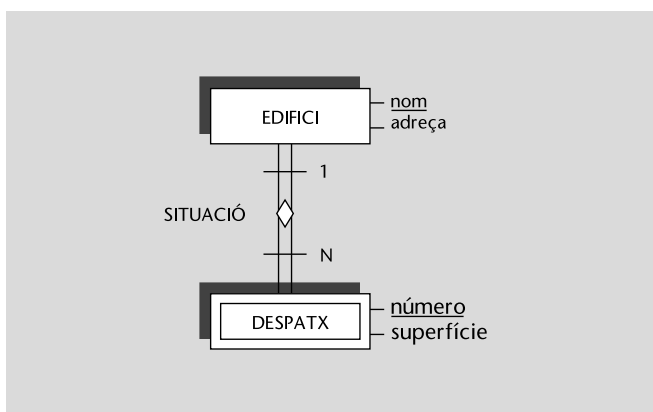 EDIFICI
nom
adreça
1
SITUACIÓ
N
DESPATX
número
superfície